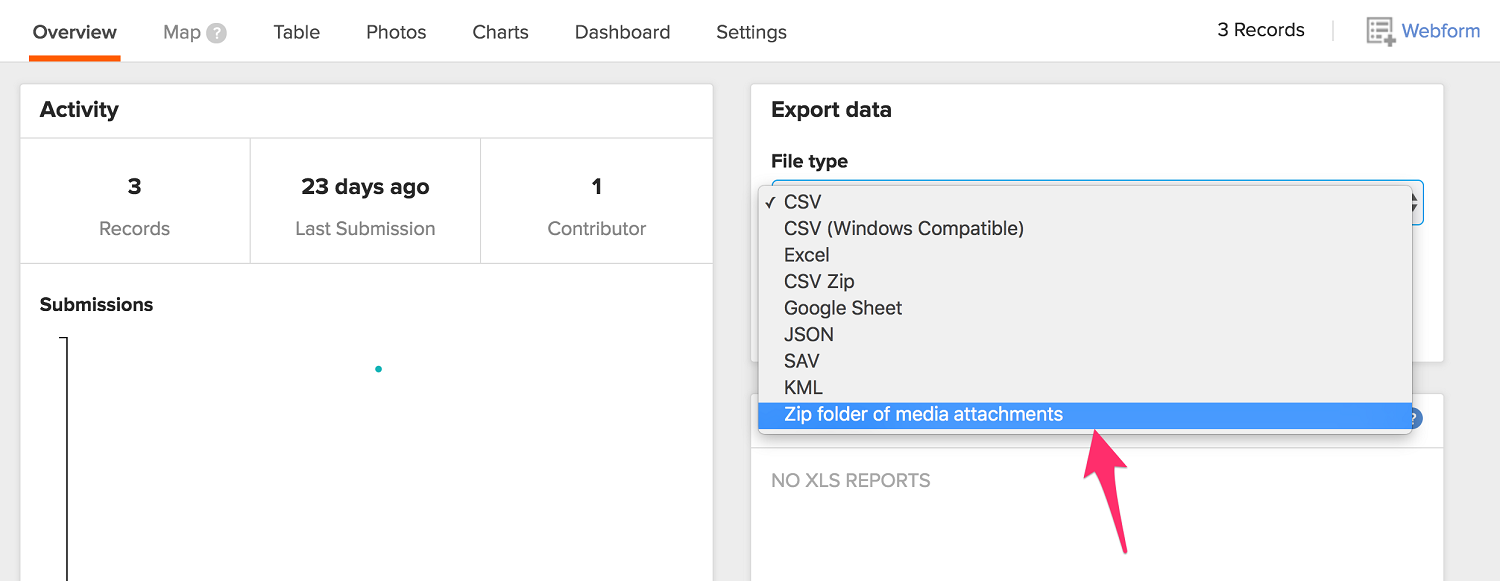 Overview Map ? Table Photos Charts Dashboard Settings 3 Records Webform
Activity
3
Records
23 days ago
Last Submission
1
Contributor
Submissions
Export data
File type
✓ CSV
CSV (Windows Compatible)
Excel
CSV Zip
Google Sheet
JSON
SAV
KML
Zip folder of media attachments
?
NO XLS REPORTS